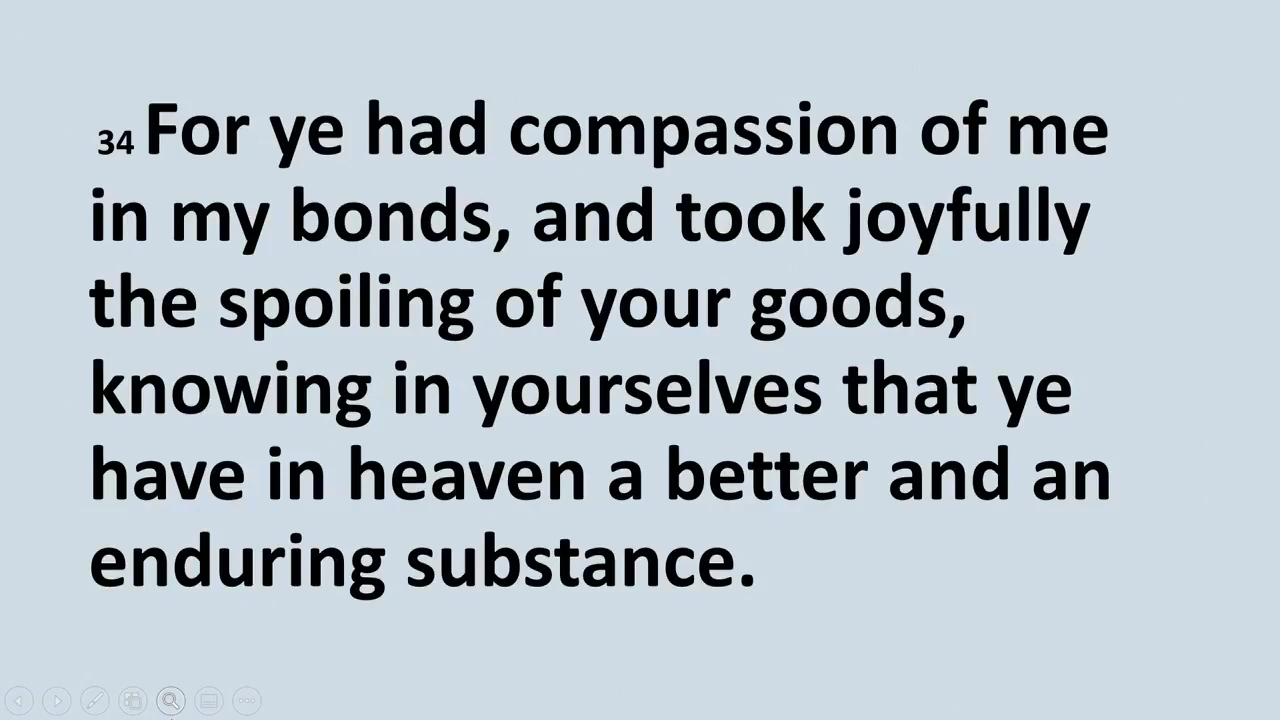 34 For ye had compassion of me
in my bonds, and took joyfully
the spoiling of your goods,
knowing in yourselves that ye
have in heaven a better and an
enduring substance.